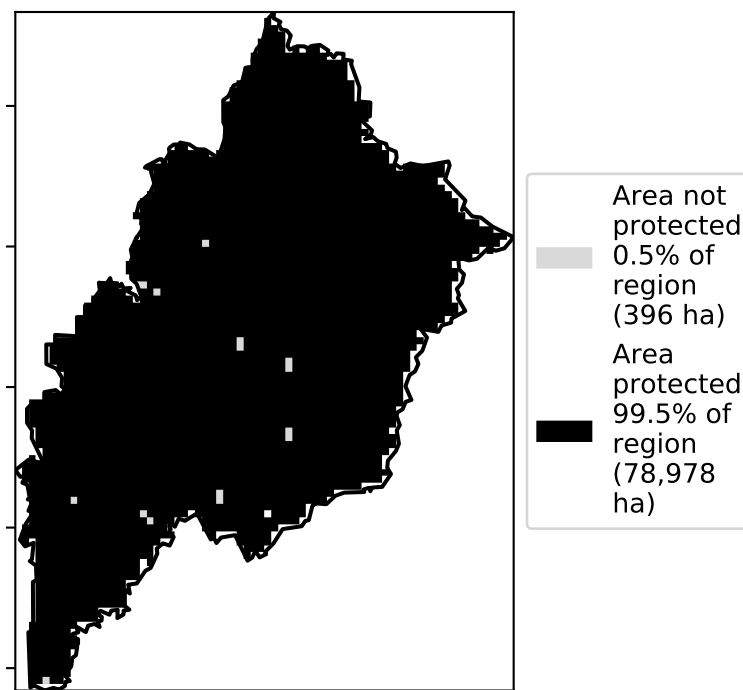 Area not
protected
0.5% of
region
(396 ha)
Area
protected
99.5% of
region
(78,978
ha)